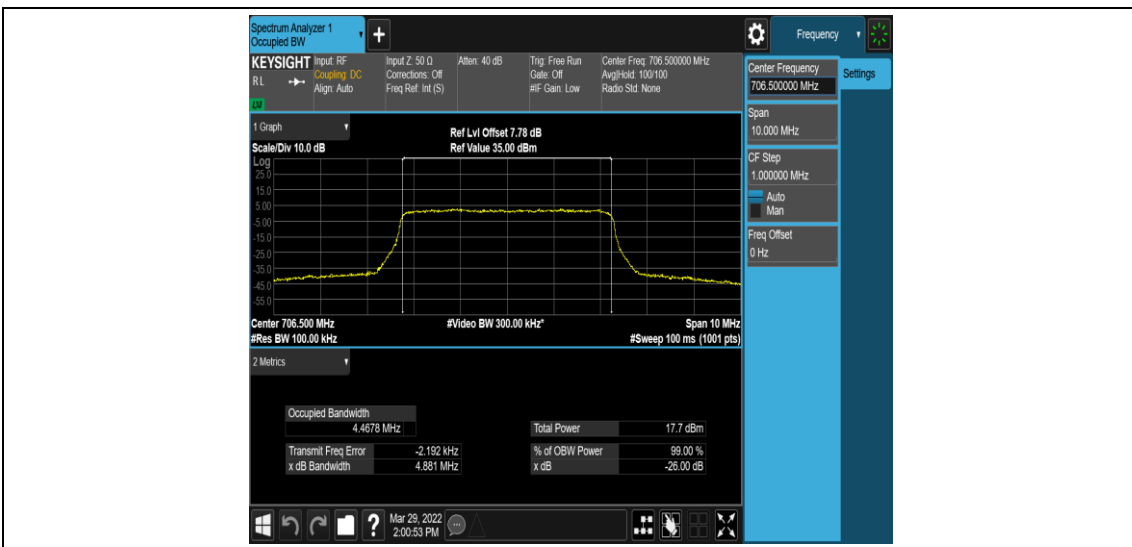 Spectrum Analyzer 1
Occupied BW
Frequency
KEYSIGHT
RL
LXI
Input: RF
Coupling: DC
Align: Auto
Input Z: 50 Ω
Corrections: Off
Freq Ref: Int (S)
Atten: 40 dB
Trig: Free Run
Gate: Off
#IF Gain: Low
Center Freq: 706.500000 MHz
Avg|Hold: 100/100
Radio Std: None
Center Frequency
706.500000 MHz
Settings
Span
10.000 MHz
CF Step
1.000000 MHz
Auto
Man
Freq Offset
0 Hz
1 Graph
Scale/Div 10.0 dB
Ref Lvl Offset 7.78 dB
Ref Value 35.00 dBm
Log
25.0
15.0
5.00
-5.00
-15.0
-25.0
-35.0
-45.0
-55.0
Center 706.500 MHz
#Video BW 300.00 kHz*
Span 10 MHz
#Res BW 100.00 kHz
#Sweep 100 ms (1001 pts)
2 Metrics
Occupied Bandwidth
4.4678 MHz
Total Power 17.7 dBm
Transmit Freq Error -2.192 kHz
% of OBW Power 99.00 %
x dB Bandwidth 4.881 MHz
x dB -26.00 dB
?
Mar 29, 2022
2:00:53 PM